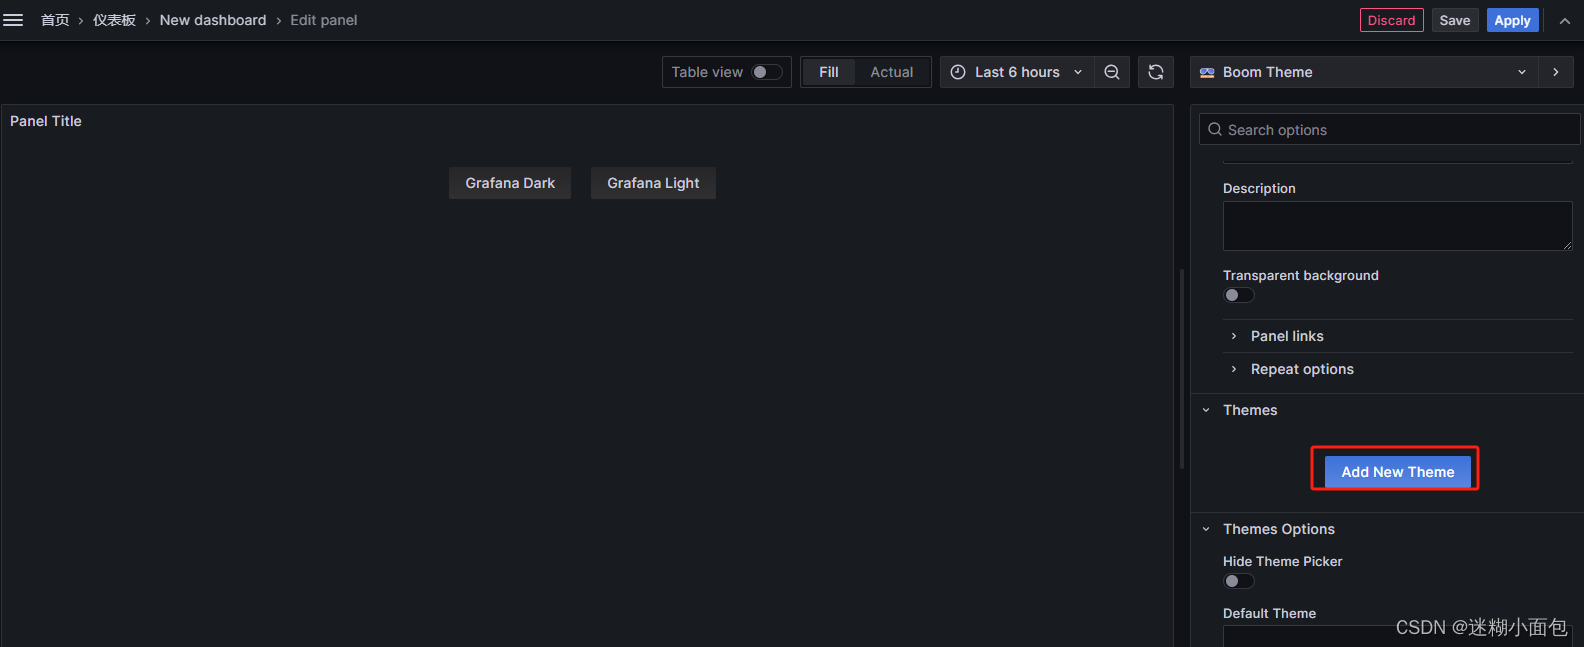 首页 › 仪表板 › New dashboard › Edit panel
Discard Save Apply
Table view Fill Actual Last 6 hours Boom Theme
Panel Title
Search options
Grafana Dark Grafana Light
Description
Transparent background
Panel links
Repeat options
Themes
Add New Theme
Themes Options
Hide Theme Picker
Default Theme
CSDN @迷糊小面包